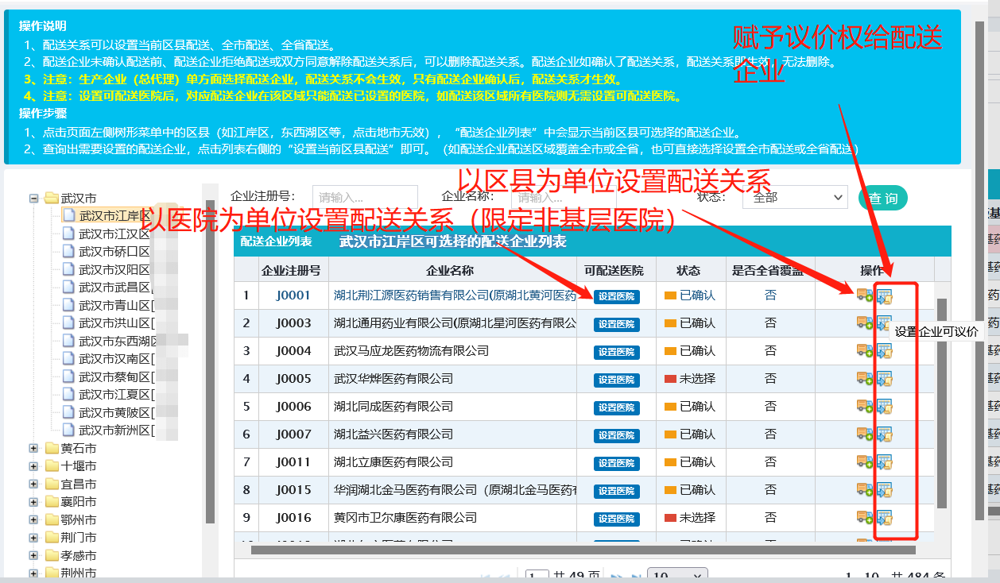 操作说明
1、配送关系可以设置当前区县配送、全市配送、全省配送。
2、配送企业未确认配送前、配送企业拒绝配送或双方同意解除配送关系后，可以删除配送关系。配送企业如确认了配送关系，配送关系即生效，无法删除。
3、注意：生产企业（总代理）单方面选择配送企业，配送关系不会生效，只有配送企业确认后，配送关系才生效。
4、注意：设置可配送医院后，对应配送企业在该区域只能配送已设置的医院，如配送该区域所有医院则无需设置可配送医院。
操作步骤
1、点击页面左侧树形菜单中的区县（如江岸区，东西湖区等，点击地市无效），“配送企业列表”中会显示当前区县可选择的配送企业。
2、查询出需要设置的配送企业，点击列表右侧的“设置当前区县配送”即可。（如配送企业配送区域覆盖全市或全省，也可直接选择设置全市配送或全省配送）
赋予议价权给配送
企业
以区县为单位设置配送关系
以医院为单位设置配送关系（限定非基层医院）
武汉市
武汉市江岸区
武汉市江汉区
武汉市硚口区
武汉市汉阳区
武汉市武昌区
武汉市青山区[
武汉市洪山区[
武汉市东西湖区
武汉市汉南区[
武汉市蔡甸区[
武汉市江夏区[
武汉市黄陂区[
武汉市新洲区[
黄石市
十堰市
宜昌市
襄阳市
鄂州市
荆门市
孝感市
荆州市
企业注册号： 请输入... 企业名称： 请输入... 状态： 全部 查 询
配送企业列表 武汉市江岸区可选择的配送企业列表
企业注册号 企业名称 可配送医院 状态 是否全省覆盖 操作
1 J0001 湖北荆江源医药销售有限公司(原湖北黄河医药 设置医院 已确认 否
2 J0003 湖北通用药业有限公司(原湖北星河医药有限公 设置医院 已确认 否
设置企业可议价
3 J0004 武汉马应龙医药物流有限公司 设置医院 已确认 否
4 J0005 武汉华烨医药有限公司 设置医院 未选择 否
5 J0006 湖北同成医药有限公司 设置医院 已确认 否
6 J0007 湖北益兴医药有限公司 设置医院 已确认 否
7 J0011 湖北立康医药有限公司 设置医院 已确认 否
8 J0015 华润湖北金马医药有限公司（原湖北金马医药有 设置医院 已确认 否
9 J0016 黄冈市卫尔康医药有限公司 设置医院 未选择 否
1 共 49 页 10 1 - 10 共 484 条